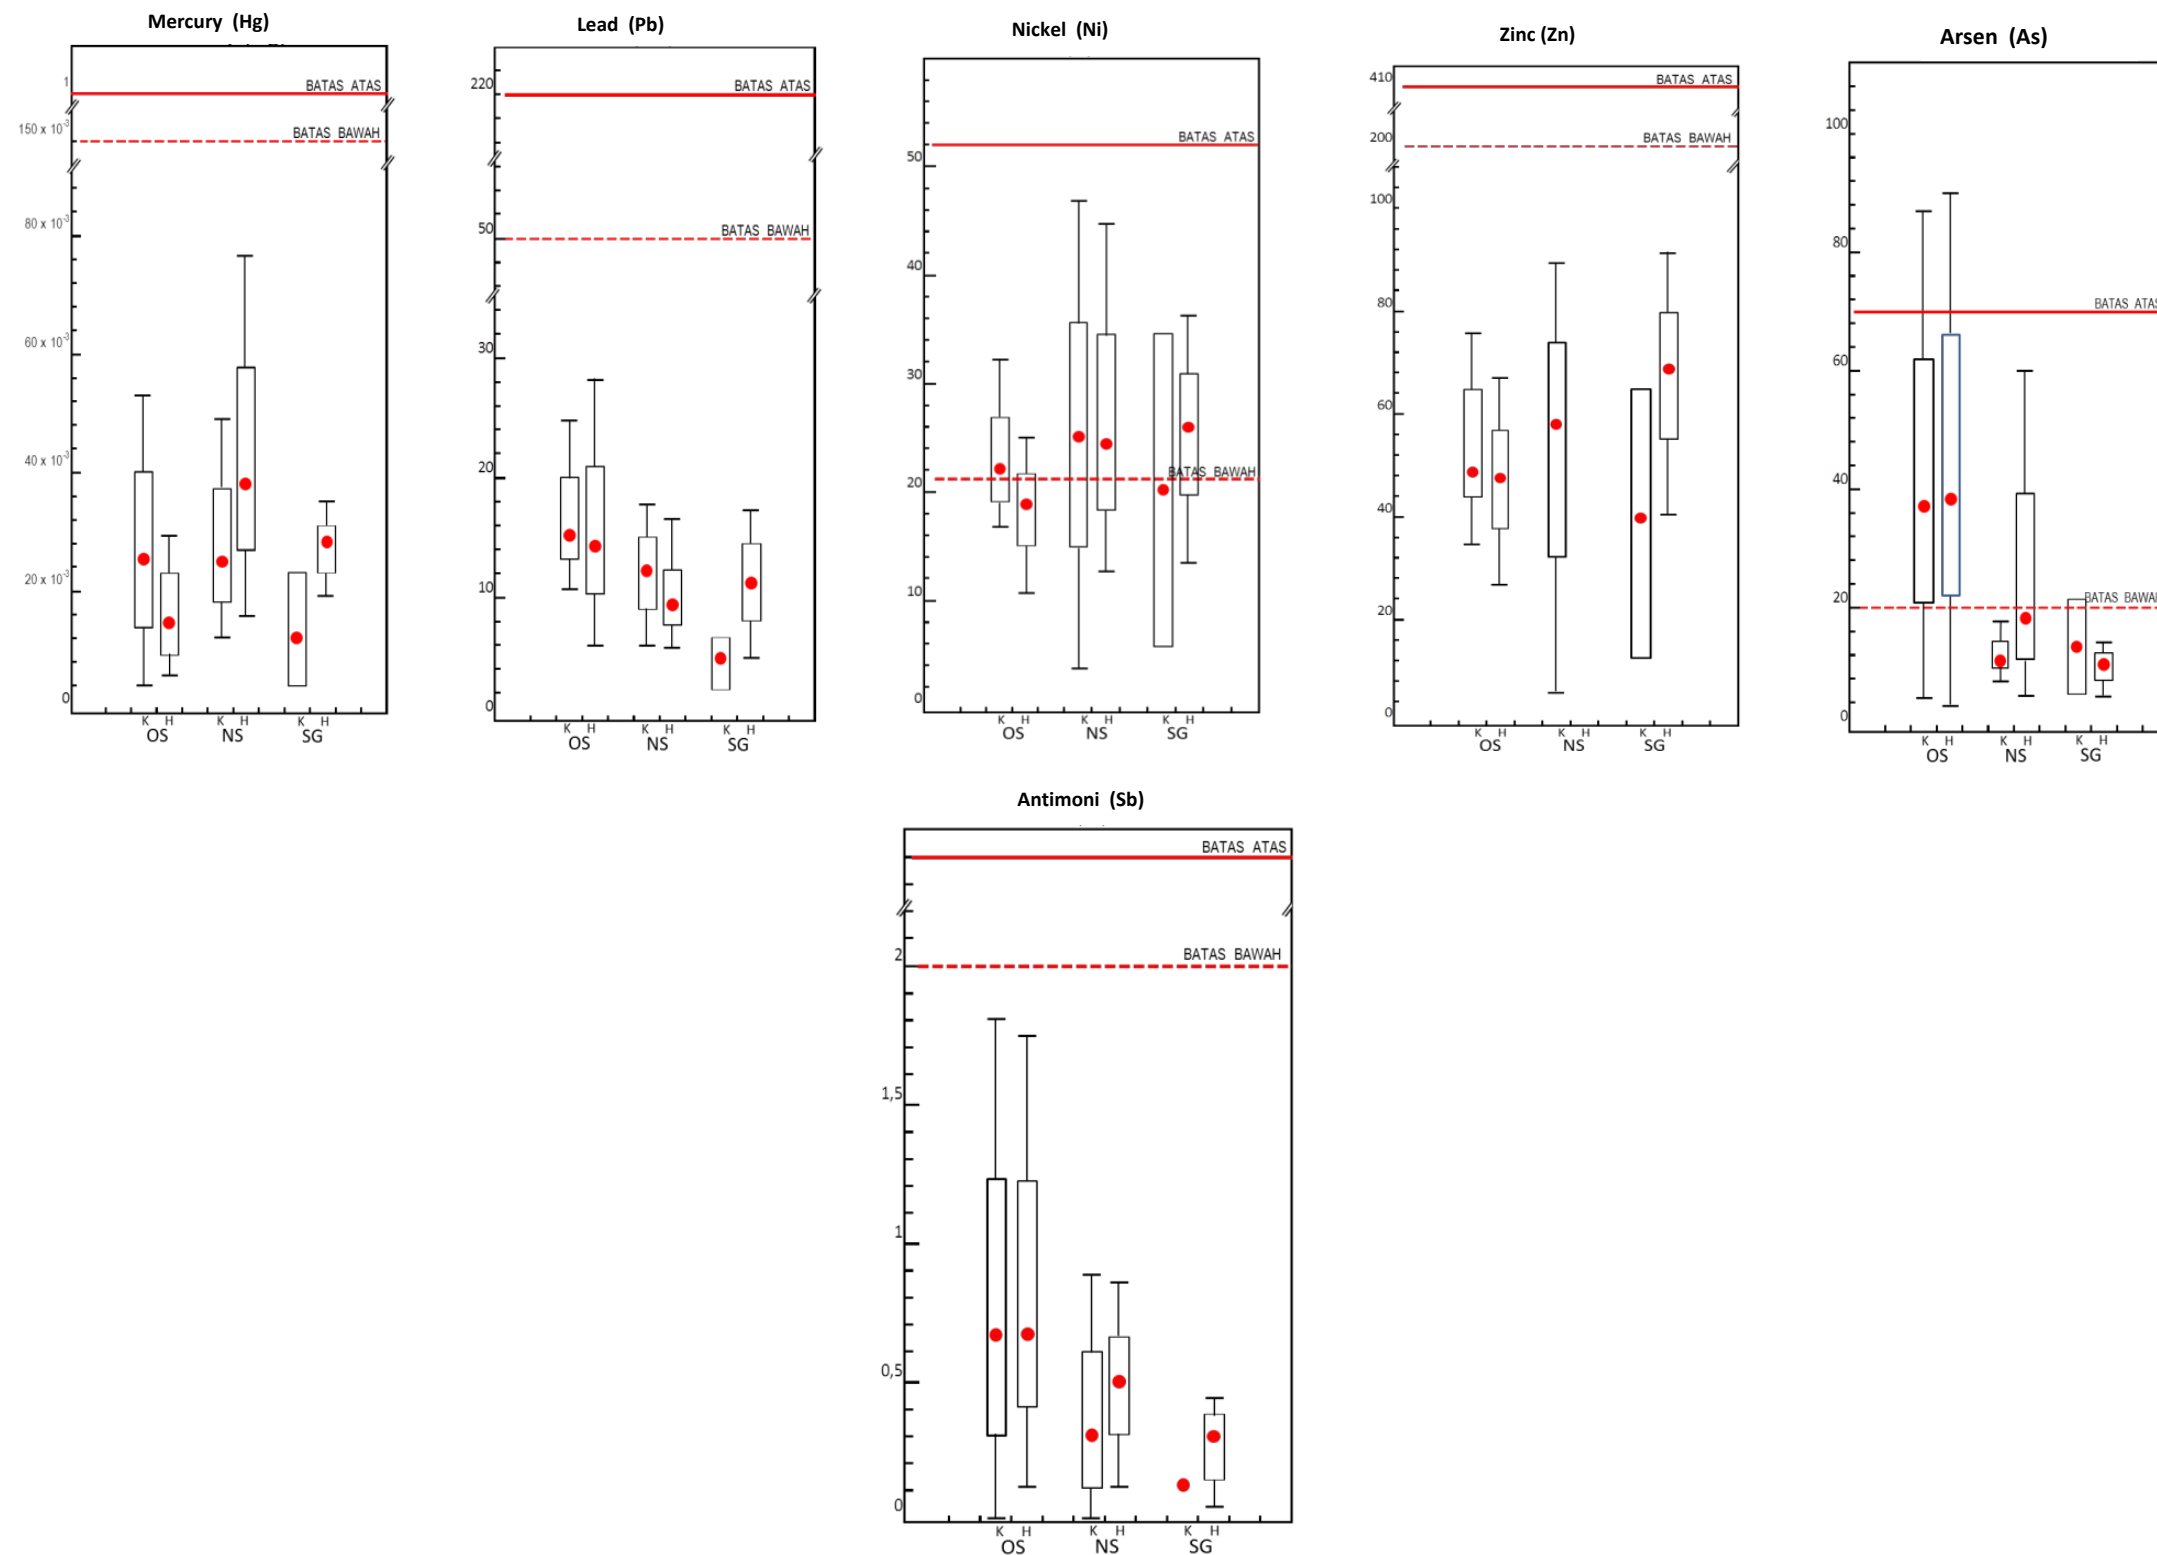 Mercury (Hg)
1
BATAS ATAS
150 x 10-3
BATAS BAWAH
80 x 10-3
60 x 10-3
40 x 10-3
20 x 10-3
0
K H K H K H
OS NS SG
Lead (Pb)
220
BATAS ATAS
50
BATAS BAWAH
30
20
10
0
K H K H K H
OS NS SG
Nickel (Ni)
BATAS ATAS
50
40
30
BATAS BAWAH
20
10
0
K H K H K H
OS NS SG
Zinc (Zn)
410
BATAS ATAS
200
BATAS BAWAH
100
80
60
40
20
0
K H K H K H
OS NS SG
Arsen (As)
100
80
BATAS ATAS
60
40
20
BATAS BAWAH
0
K H K H K H
OS NS SG
Antimoni (Sb)
BATAS ATAS
2
BATAS BAWAH
1,5
1
0,5
0
K H K H K H
OS NS SG